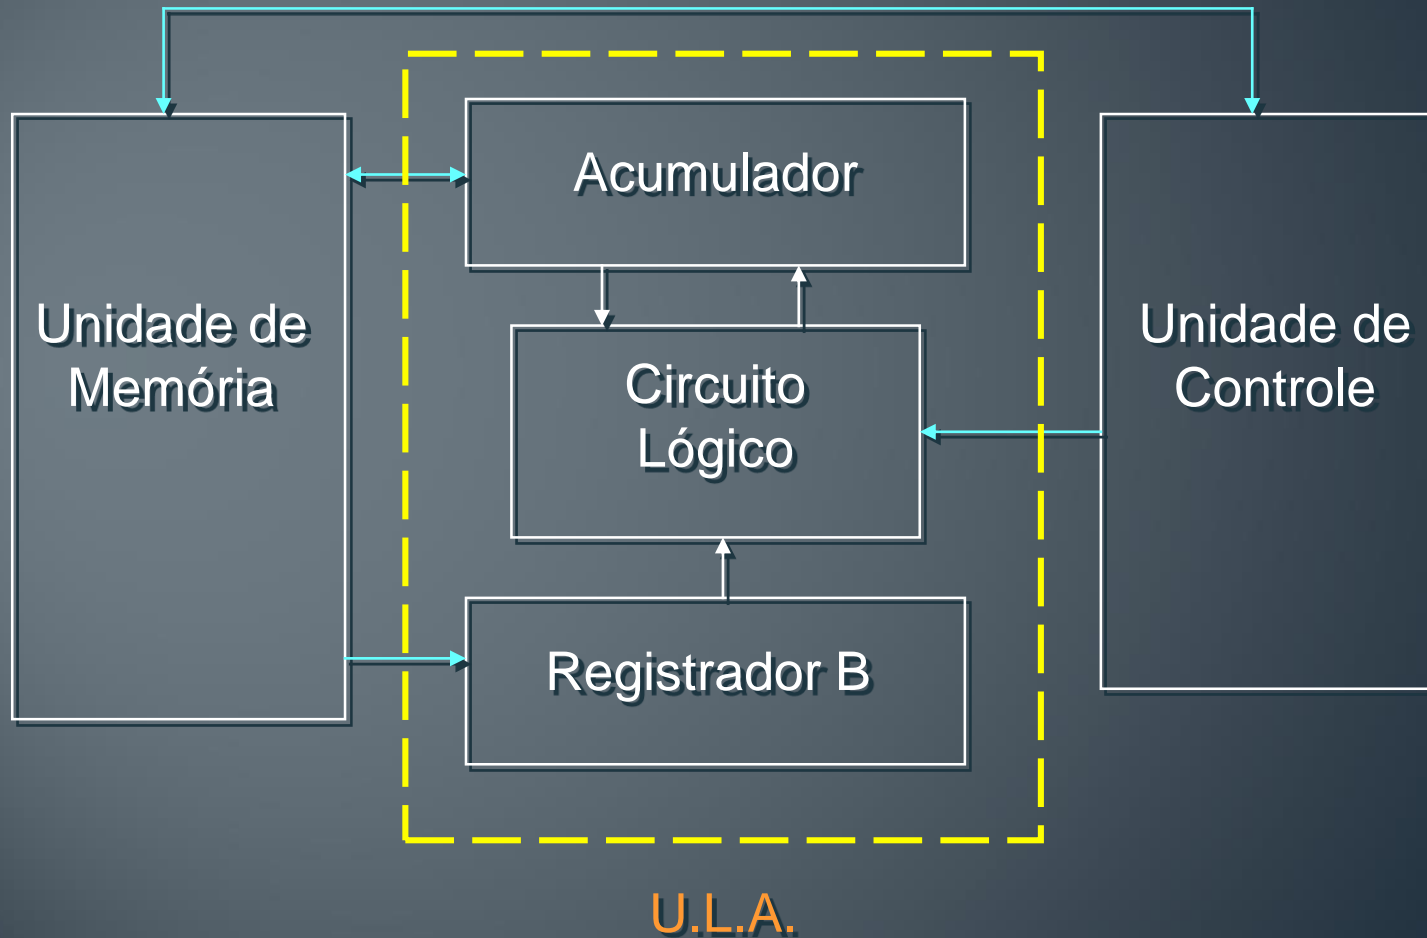 Acumulador
Unidade de
Memória
Circuito
Lógico
Unidade de
Controle
Registrador B
U.L.A.